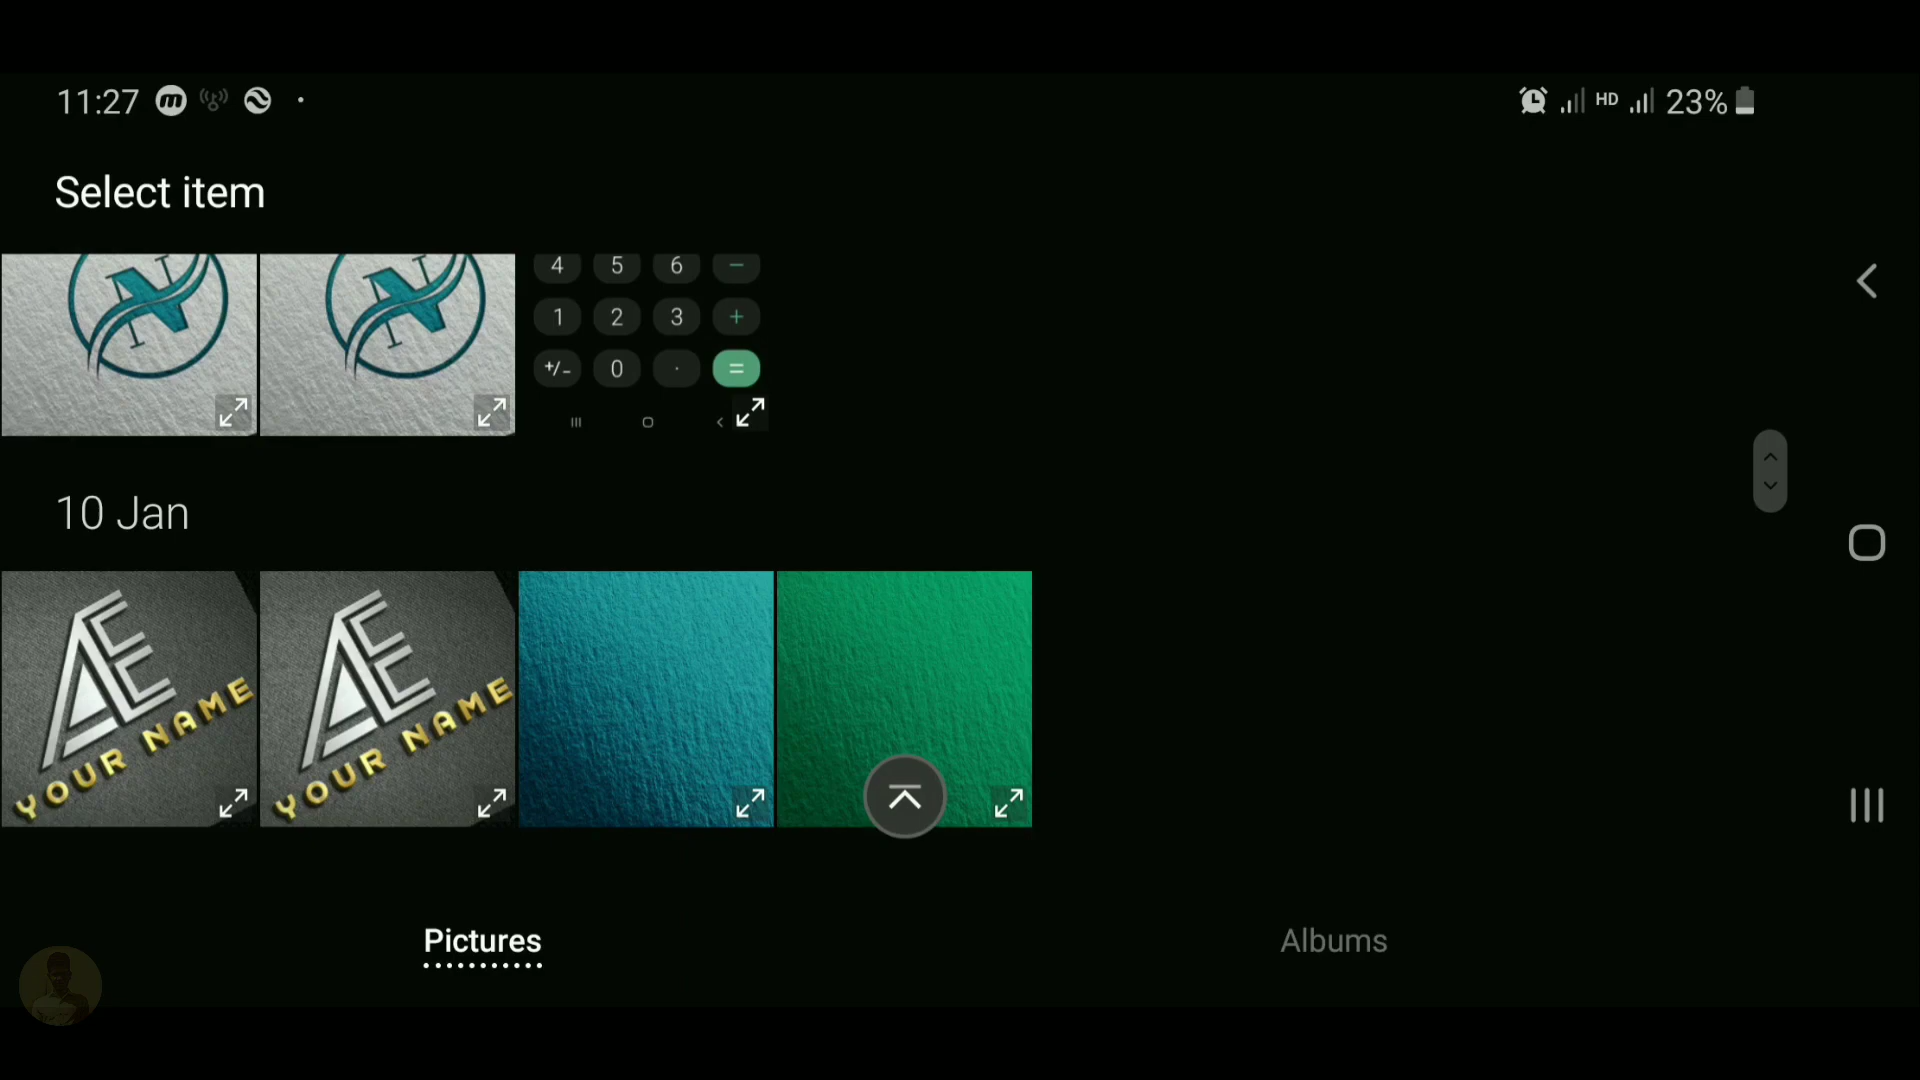 11:27
HD 23%
Select item
4 5 6 −
1 2 3 +
+/− 0 · =
10 Jan
YOUR NAME
YOUR NAME
Pictures
Albums